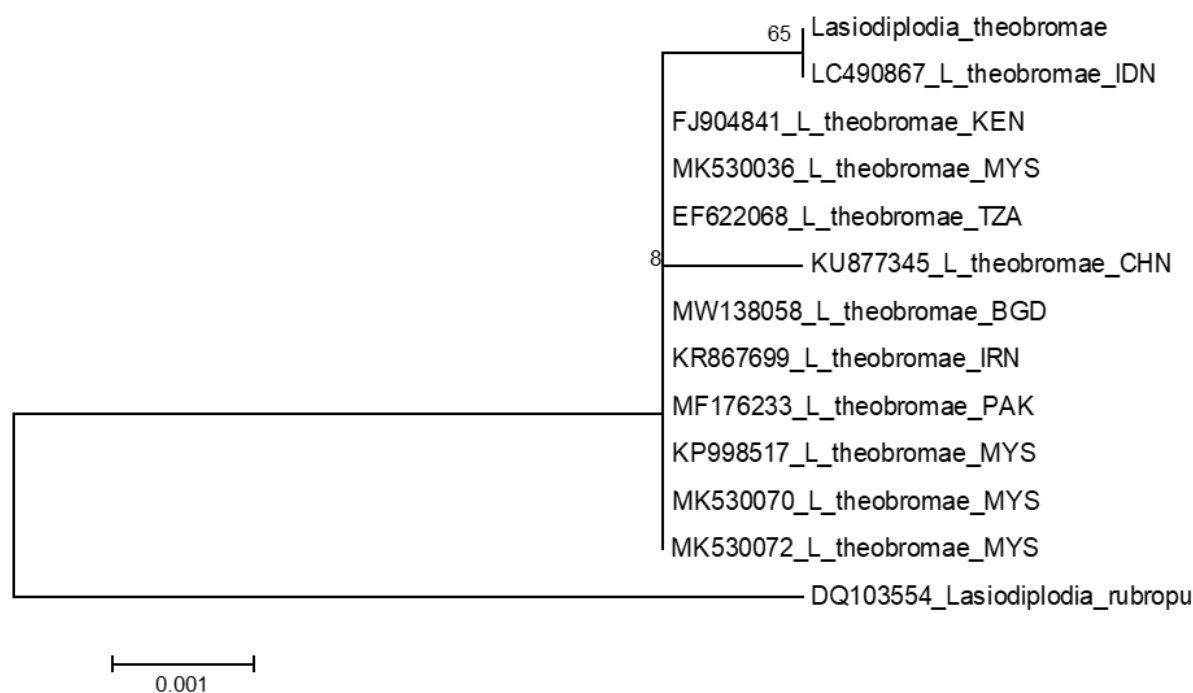 65
Lasiodiplodia_theobromae
LC490867_L_theobromae_IDN
FJ904841_L_theobromae_KEN
MK530036_L_theobromae_MYS
EF622068_L_theobromae_TZA
8
KU877345_L_theobromae_CHN
MW138058_L_theobromae_BGD
KR867699_L_theobromae_IRN
MF176233_L_theobromae_PAK
KP998517_L_theobromae_MYS
MK530070_L_theobromae_MYS
MK530072_L_theobromae_MYS
DQ103554_Lasiodiplodia_rubropu
0.001